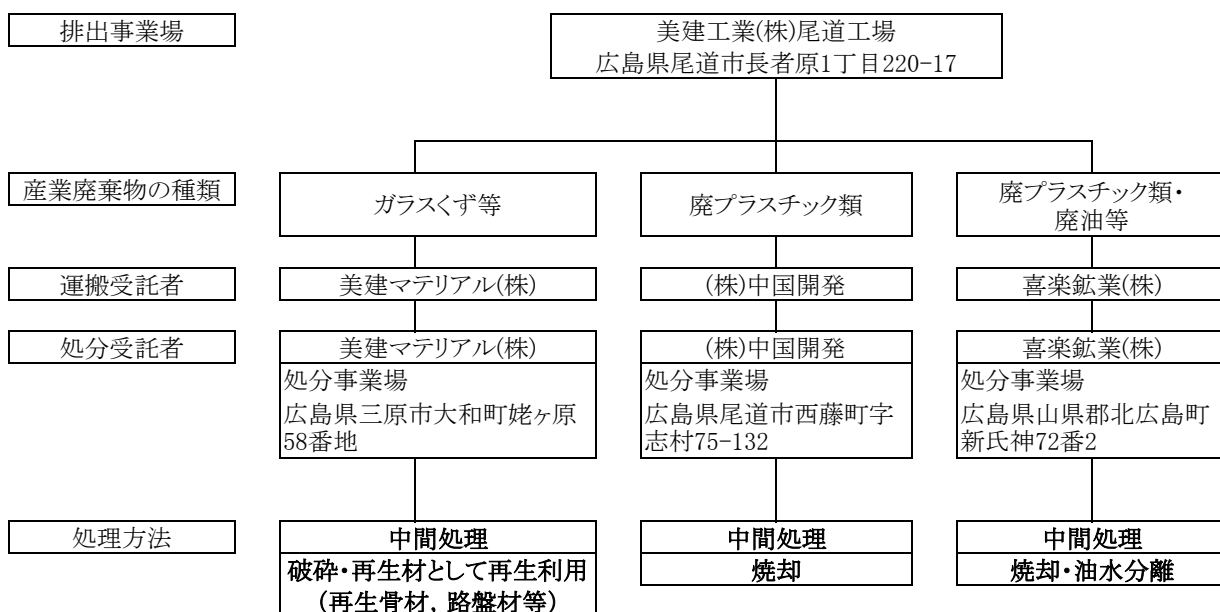 排出事業場
美建工業(株)尾道工場
広島県尾道市長者原1丁目220-17
産業廃棄物の種類
ガラスくず等
廃プラスチック類
廃プラスチック類・
廃油等
運搬受託者
美建マテリアル(株)
(株)中国開発
喜楽鉱業(株)
処分受託者
美建マテリアル(株)
処分事業場
広島県三原市大和町姥ヶ原
58番地
(株)中国開発
処分事業場
広島県尾道市西藤町字
志村75-132
喜楽鉱業(株)
処分事業場
広島県山県郡北広島町
新氏神72番2
処理方法
中間処理
破砕・再生材として再生利用
(再生骨材, 路盤材等)
中間処理
焼却
中間処理
焼却・油水分離